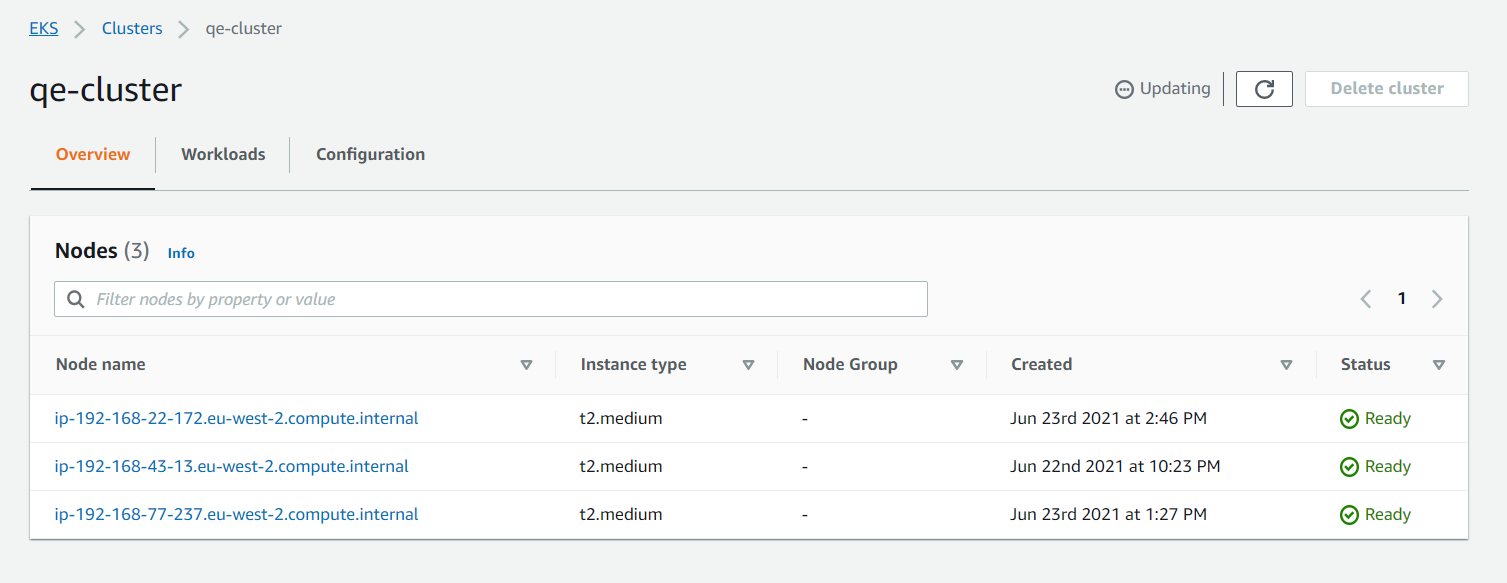 EKS > Clusters > qe-cluster
qe-cluster
Updating
Delete cluster
Overview Workloads Configuration
Nodes (3) Info
Filter nodes by property or value
1
Node name Instance type Node Group Created Status
ip-192-168-22-172.eu-west-2.compute.internal t2.medium - Jun 23rd 2021 at 2:46 PM Ready
ip-192-168-43-13.eu-west-2.compute.internal t2.medium - Jun 22nd 2021 at 10:23 PM Ready
ip-192-168-77-237.eu-west-2.compute.internal t2.medium - Jun 23rd 2021 at 1:27 PM Ready